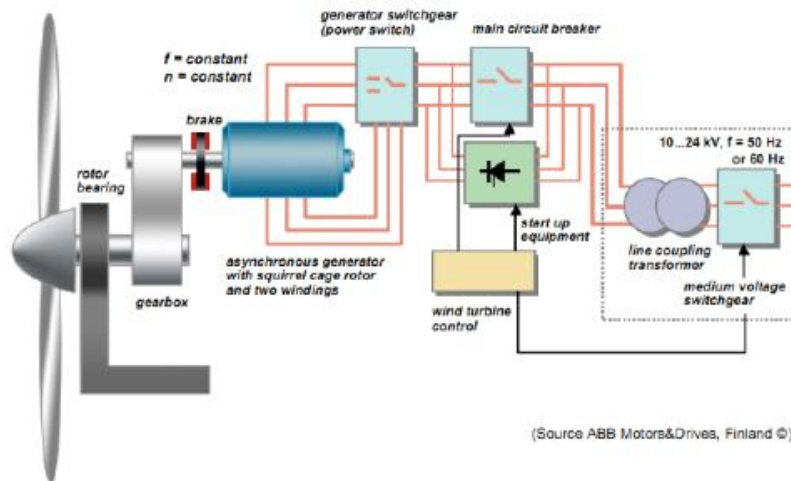 generator switchgear
(power switch)
main circuit breaker
f = constant
n = constant
brake
10...24 kV, f = 50 Hz
or 60 Hz
rotor
bearing
start up
equipment
line coupling
transformer
asynchronous generator
with squirrel cage rotor
and two windings
gearbox
medium voltage
switchgear
wind turbine
control
(Source ABB Motors&Drives, Finland ©)